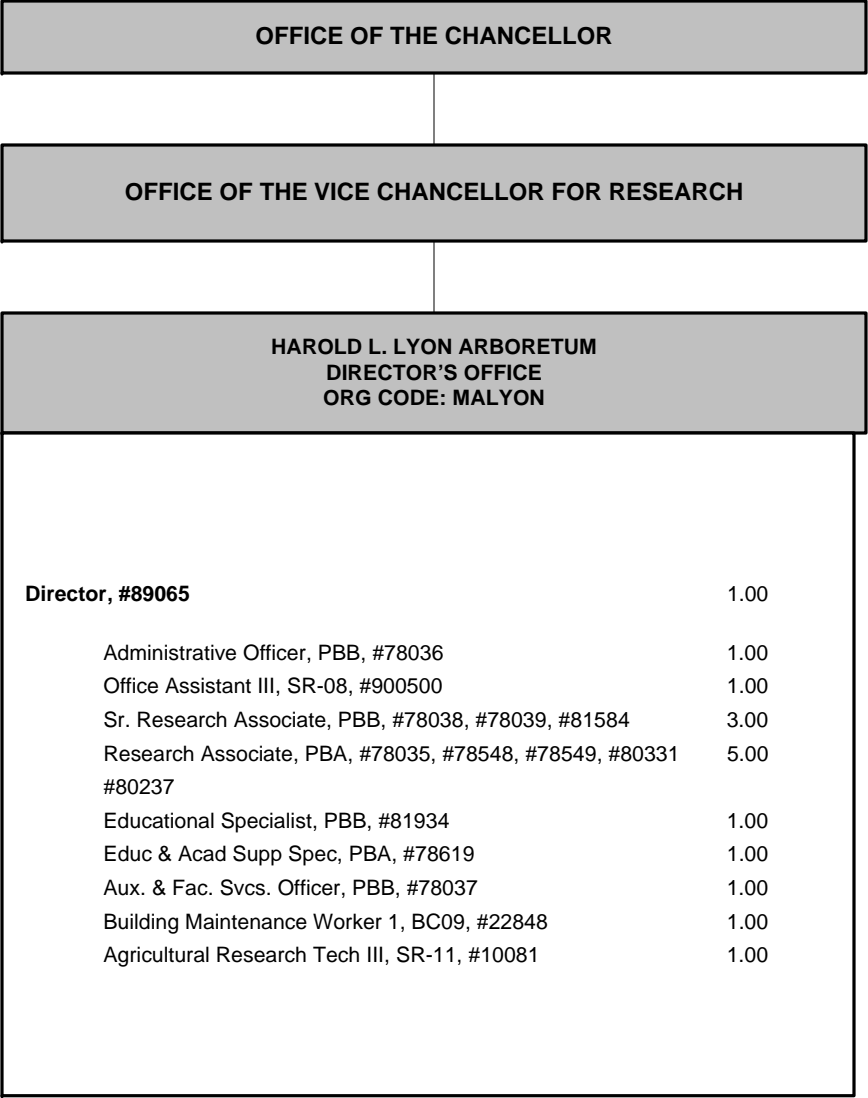 OFFICE OF THE CHANCELLOR
OFFICE OF THE VICE CHANCELLOR FOR RESEARCH
HAROLD L. LYON ARBORETUM
DIRECTOR'S OFFICE
ORG CODE: MALYON
Director, #89065 1.00
Administrative Officer, PBB, #78036 1.00
Office Assistant III, SR-08, #900500 1.00
Sr. Research Associate, PBB, #78038, #78039, #81584 3.00
Research Associate, PBA, #78035, #78548, #78549, #80331 5.00
#80237
Educational Specialist, PBB, #81934 1.00
Educ & Acad Supp Spec, PBA, #78619 1.00
Aux. & Fac. Svcs. Officer, PBB, #78037 1.00
Building Maintenance Worker 1, BC09, #22848 1.00
Agricultural Research Tech III, SR-11, #10081 1.00